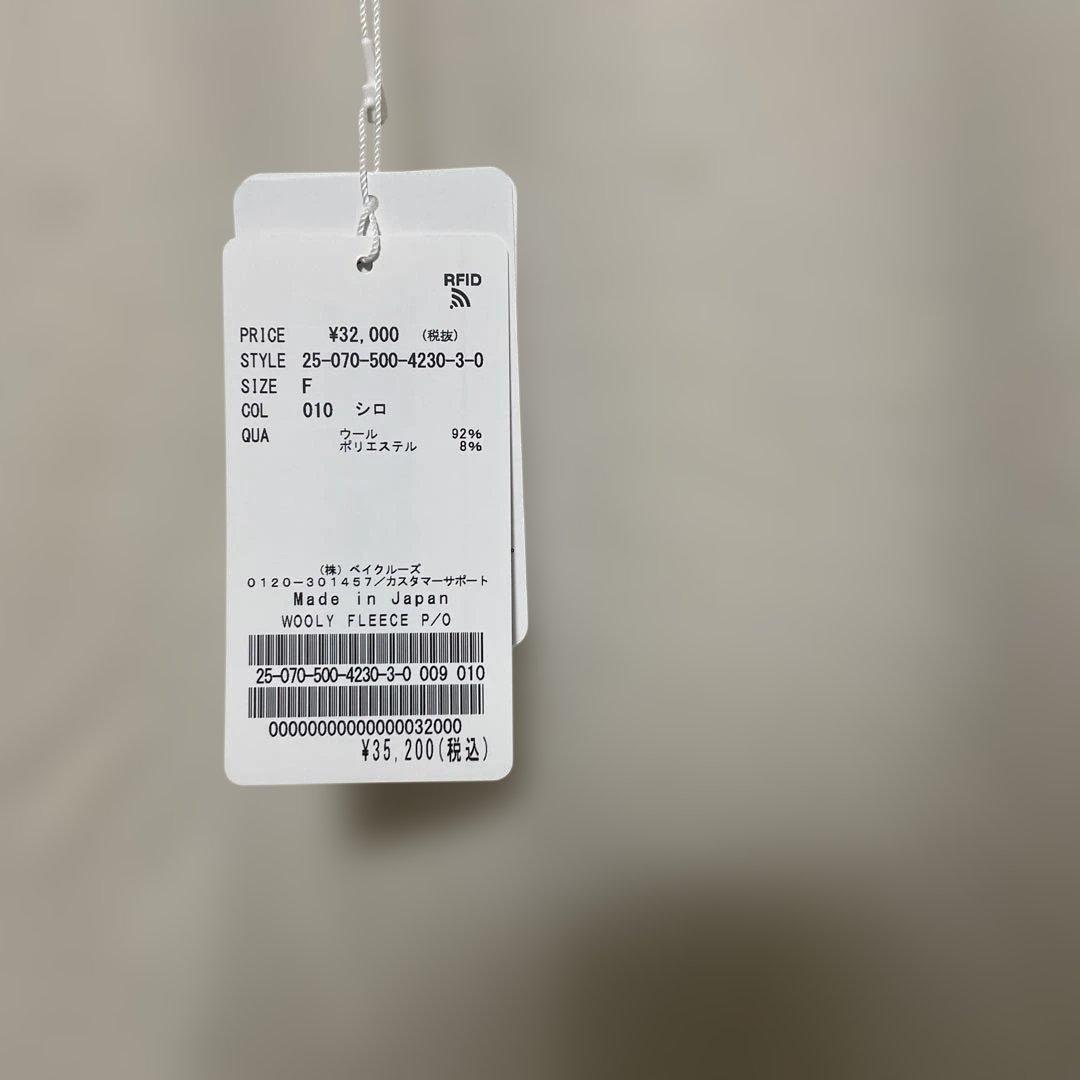 RFID
PRICE ¥32,000 (税抜)
STYLE 25-070-500-4230-3-0
SIZE F
COL 010 シロ
QUA ウール 92%
ポリエステル 8%
(株) ベイクルーズ
0120-301457/カスタマーサポート
Made in Japan
WOOLY FLEECE P/O
25-070-500-4230-3-0 009 010
00000000000000032000
¥35,200(税込)